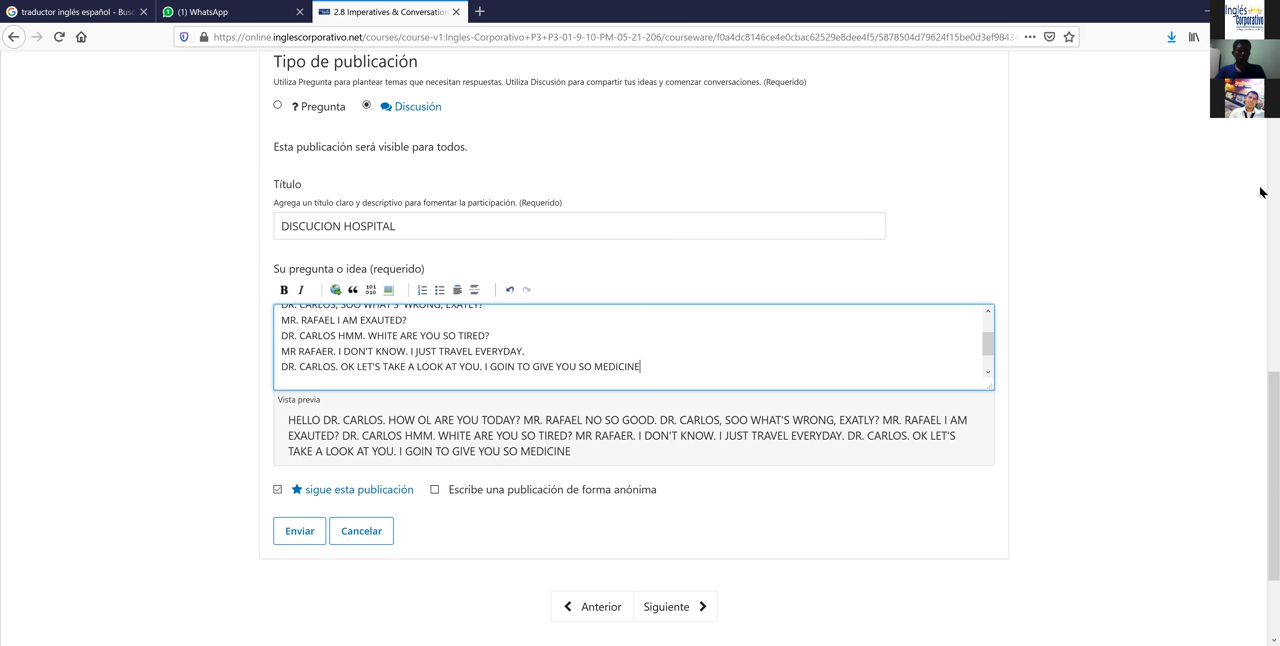 traductor inglés español - Busc
(1) WhatsApp
2.8 Imperatives & Conversation
https://online.inglescorporativo.net/courses/course-v1:Ingles-Corporativo+P3+P3-01-9-10-PM-05-21-206/courseware/f0a4dc8146ce4e0cbac62529e8dee4f5/5878504d79624f15be0d3ef9843
Inglés
Corporativo
Tipo de publicación
Utiliza Pregunta para plantear temas que necesitan respuestas. Utiliza Discusión para compartir tus ideas y comenzar conversaciones. (Requerido)
? Pregunta Discusión
Esta publicación será visible para todos.
Título
Agrega un título claro y descriptivo para fomentar la participación. (Requerido)
DISCUCION HOSPITAL
Su pregunta o idea (requerido)
B I
DR. CARLOS, SOO WHAT'S WRONG, EXATLY?
MR. RAFAEL I AM EXAUTED?
DR. CARLOS HMM. WHITE ARE YOU SO TIRED?
MR RAFAER. I DON'T KNOW. I JUST TRAVEL EVERYDAY.
DR. CARLOS. OK LET'S TAKE A LOOK AT YOU. I GOIN TO GIVE YOU SO MEDICINE
Vista previa
HELLO DR. CARLOS. HOW OL ARE YOU TODAY? MR. RAFAEL NO SO GOOD. DR. CARLOS, SOO WHAT'S WRONG, EXATLY? MR. RAFAEL I AM
EXAUTED? DR. CARLOS HMM. WHITE ARE YOU SO TIRED? MR RAFAER. I DON'T KNOW. I JUST TRAVEL EVERYDAY. DR. CARLOS. OK LET'S
TAKE A LOOK AT YOU. I GOIN TO GIVE YOU SO MEDICINE
sigue esta publicación Escribe una publicación de forma anónima
Enviar Cancelar
Anterior Siguiente